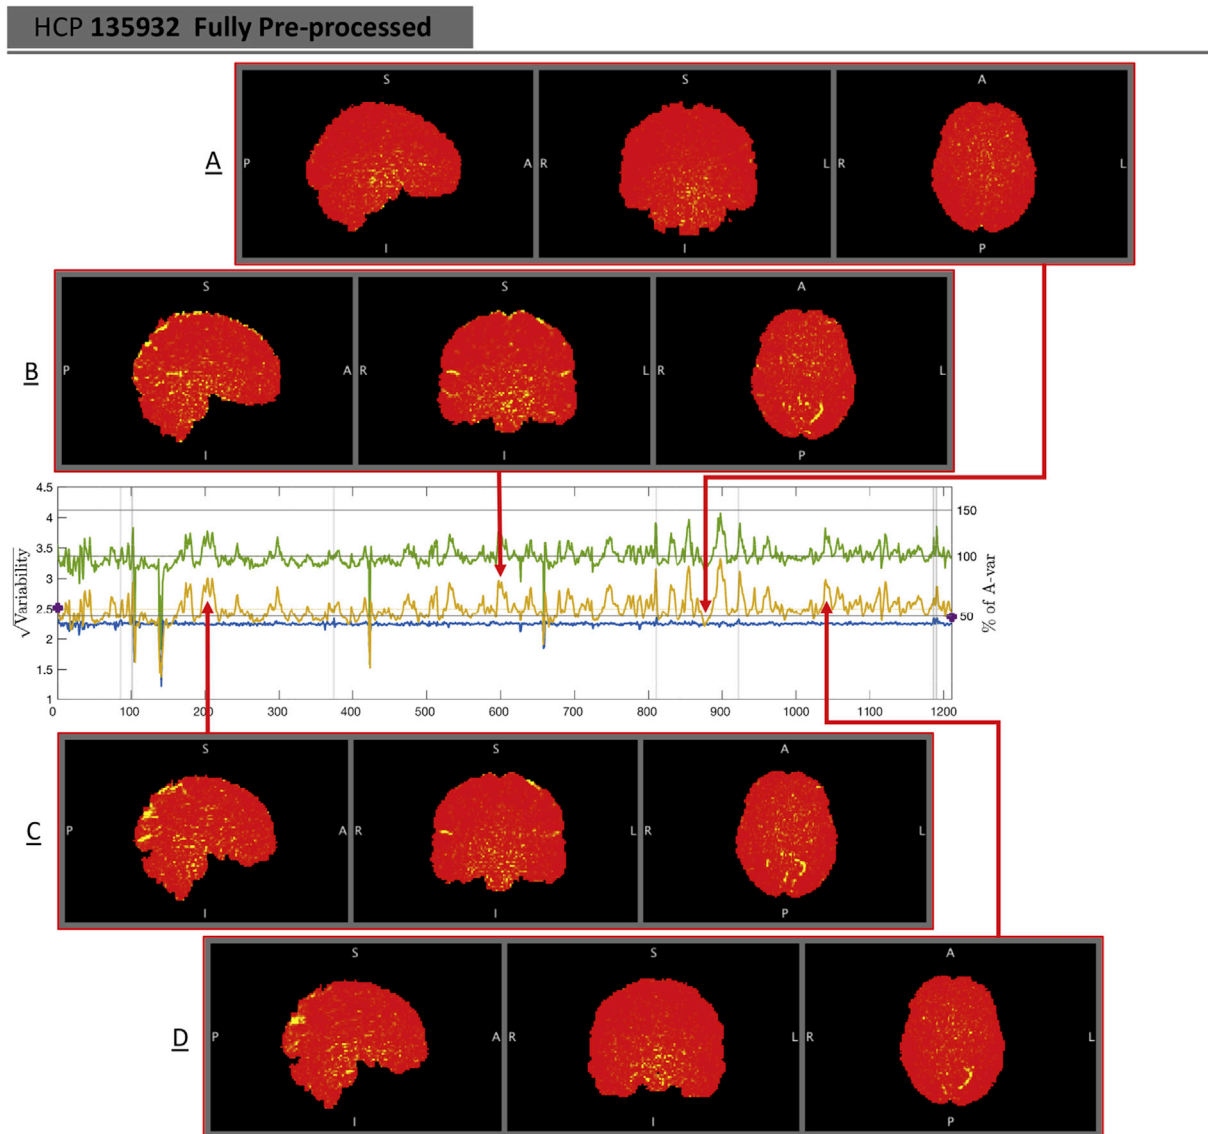 HCP 135932 Fully Pre-processed
S S A
A P A R L R L
I I P
S S A
B P A R L R L
I I P
4.5
4
3.5
3
2.5
2
1.5
1
√Variability
150
100
50
% of A-var
0 100 200 300 400 500 600 700 800 900 1000 1100 1200
S S A
C P A R L R L
I I P
S S A
D P A R L R L
I I P